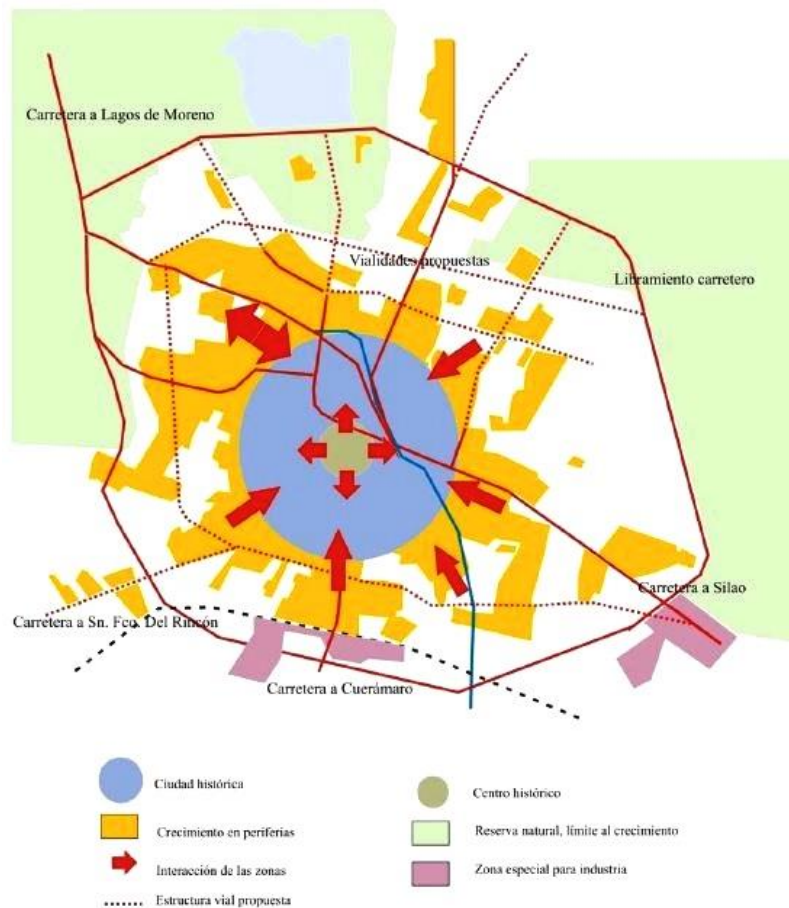 Carretera a Lagos de Moreno
Vialidades propuestas
Libramiento carretero
Carretera a Silao
Carretera a Sn. Fco. Del Rincón
Carretera a Cuerámaro
Ciudad histórica
Centro histórico
Crecimiento en periferias
Reserva natural, límite al crecimiento
Interacción de las zonas
Zona especial para industria
Estructura vial propuesta